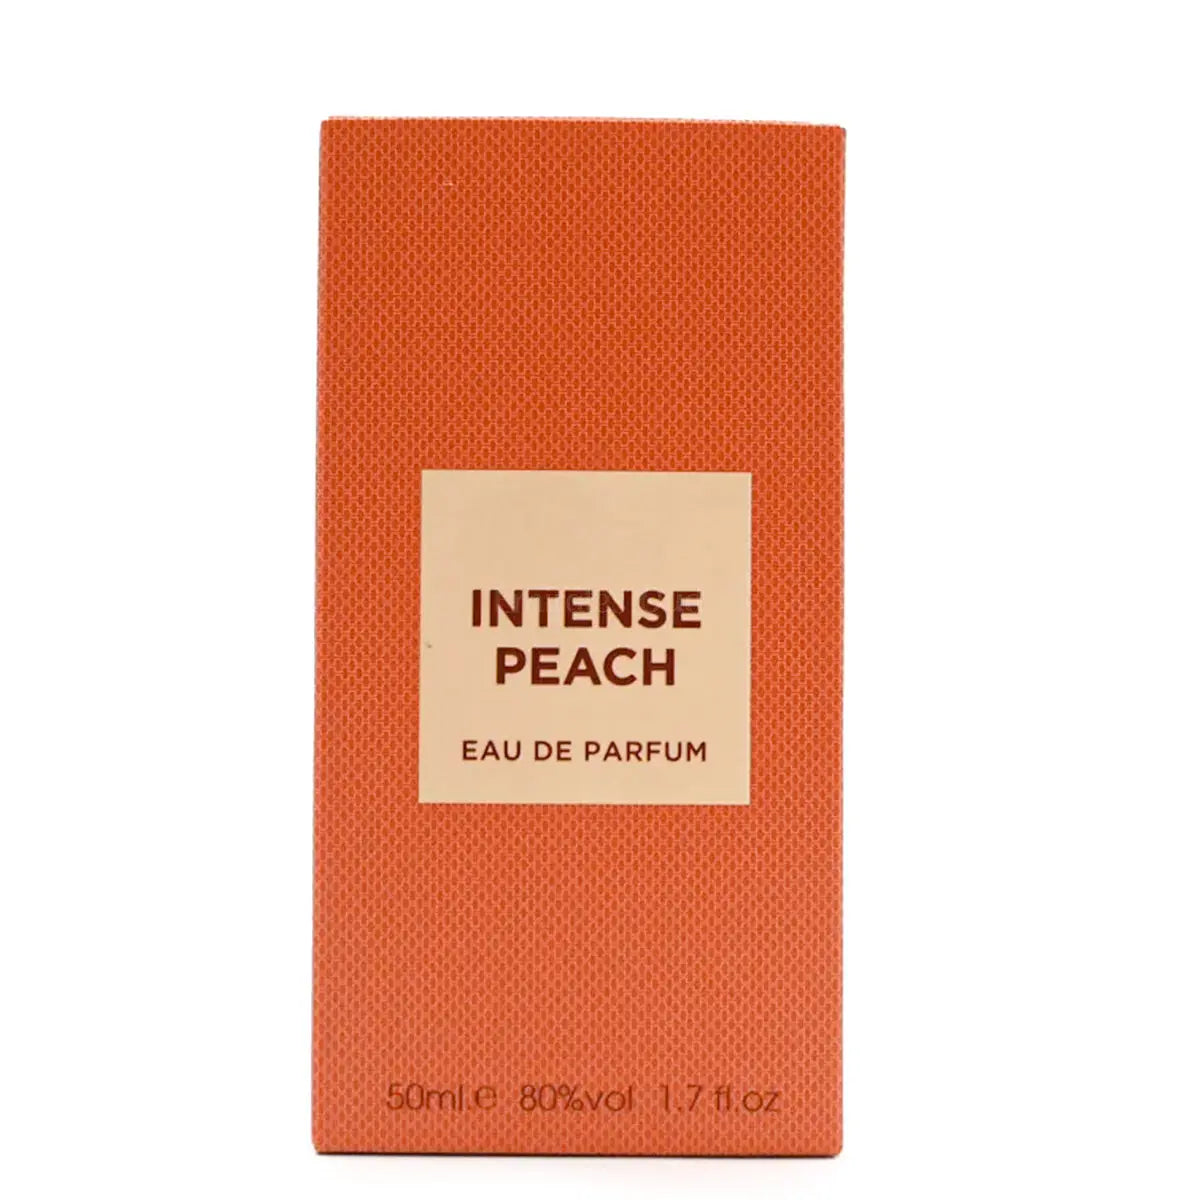 INTENSE
PEACH
EAU DE PARFUM
50ml.e 80%vol 1.7 fl.oz